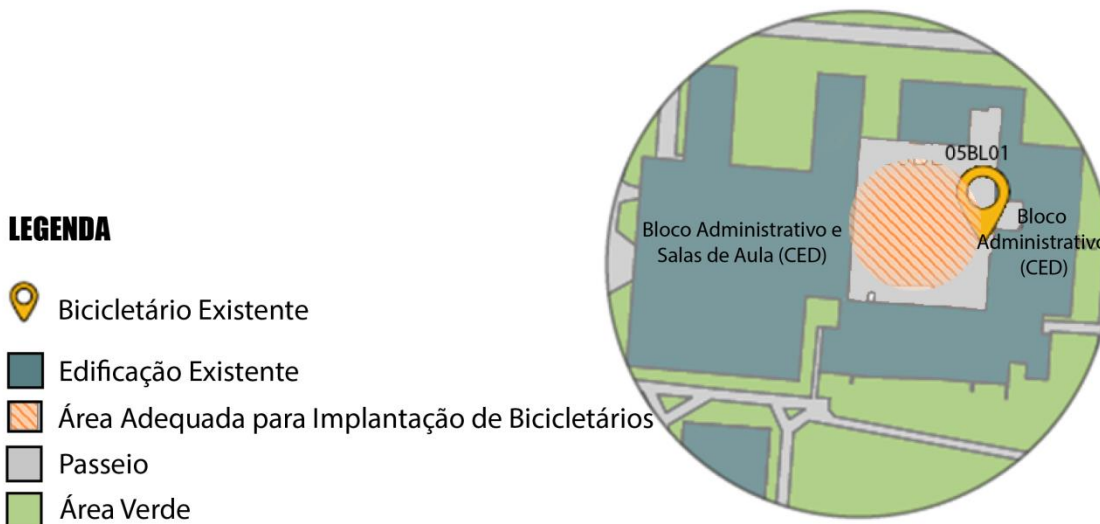 LEGENDA
Bicicletário Existente
Edificação Existente
Área Adequada para Implantação de Bicicletários
Passeio
Área Verde
05BL01
Bloco Administrativo e
Salas de Aula (CED)
Bloco
Administrativo
(CED)